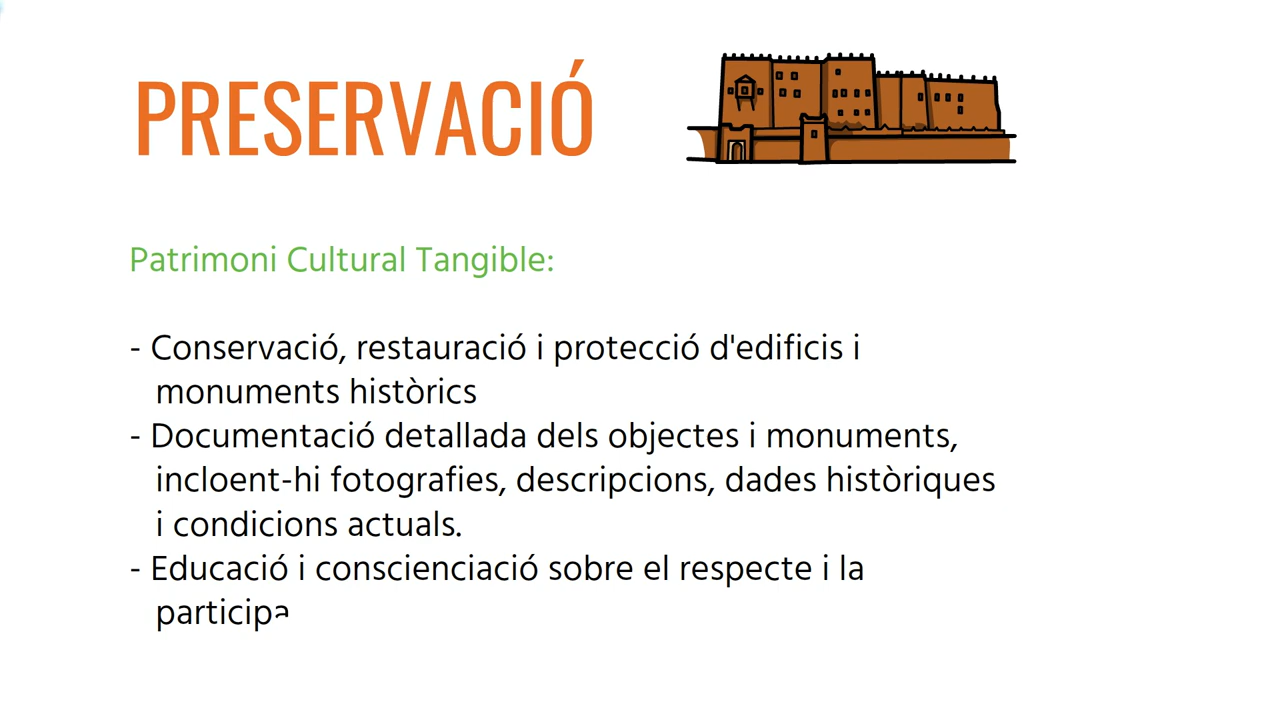 PRESERVACIÓ
Patrimoni Cultural Tangible:
- Conservació, restauració i protecció d'edificis i
monuments històrics
- Documentació detallada dels objectes i monuments,
incloent-hi fotografies, descripcions, dades històriques
i condicions actuals.
- Educació i conscienciació sobre el respecte i la
participa